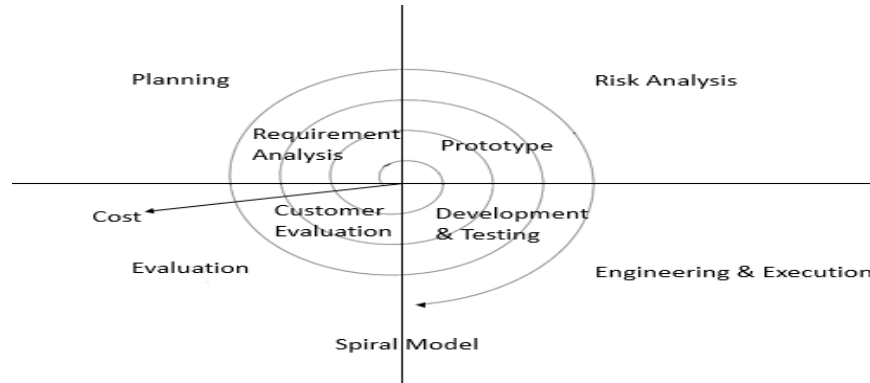 Planning
Risk Analysis
Requirement
Analysis
Prototype
Cost
Customer
Evaluation
Development
& Testing
Evaluation
Engineering & Execution
Spiral Model